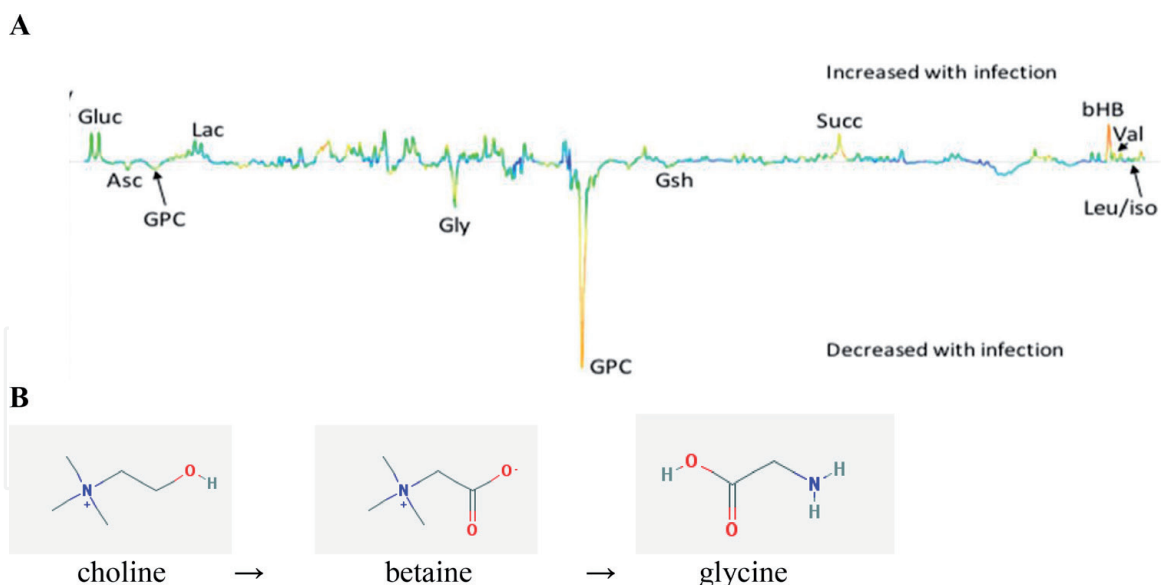 A
Increased with infection
Gluc
Lac
Succ
bHB
Val
Asc
GPC
Gly
Gsh
Leu/iso
GPC
Decreased with infection
B
N
+
O
H
N
+
O-
O
H
O
O
N
H
H
choline → betaine → glycine